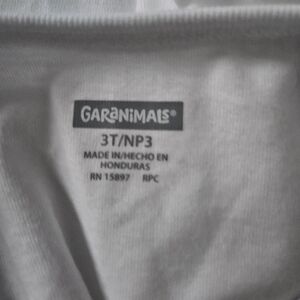 GARANIMALS®
3T/NP3
MADE IN/HECHO EN
HONDURAS
RN 15897 RPC